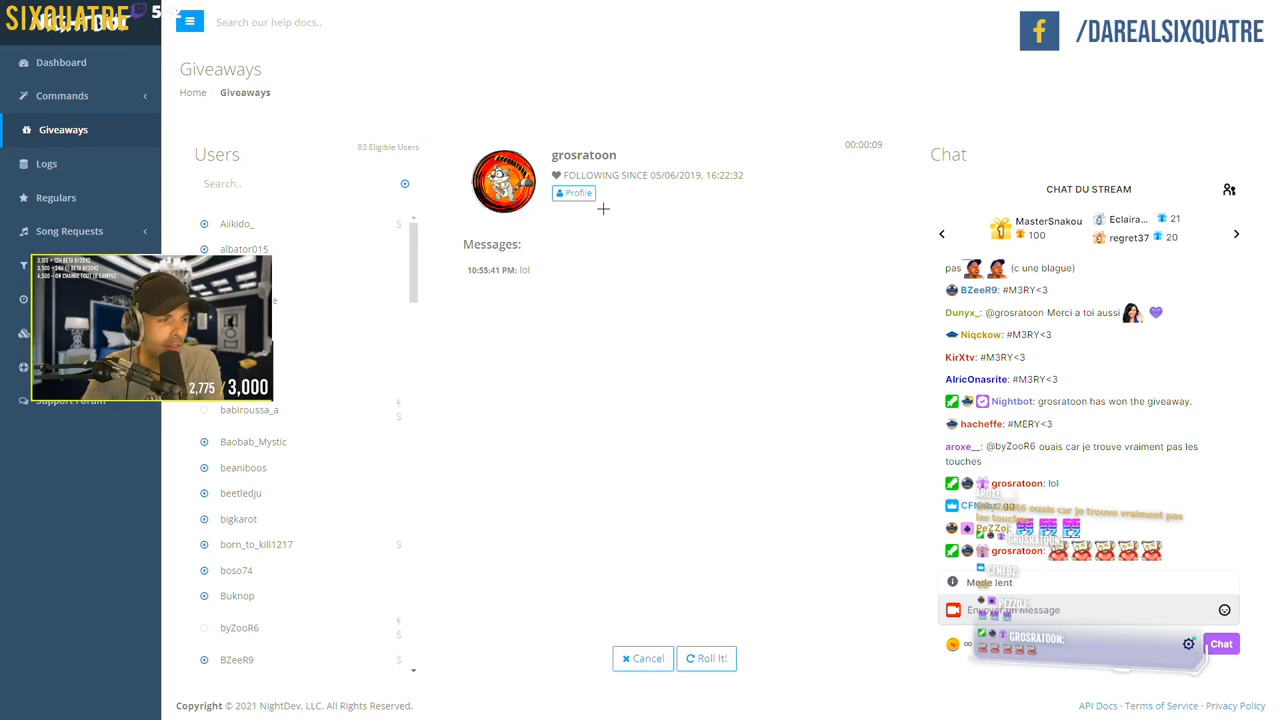 SIXQUATRE
Search our help docs..
/DAREALSIXQUATRE
Dashboard
Commands
Giveaways
Logs
Regulars
Song Requests
Giveaways
Home
Giveaways
Users
83 Eligible Users
Search..
Aiikido_
$
albator015
babiroussa_a
$
Baobab_Mystic
beaniboos
beetledju
bigkarot
born_to_kill1217
$
boso74
Buknop
byZooR6
$
BZeeR9
$
2,775 / 3,000
grosratoon
FOLLOWING SINCE 05/06/2019, 16:22:32
Profile
00:00:09
Messages:
10:55:41 PM: lol
Cancel
Roll It!
Chat
CHAT DU STREAM
MasterSnakou
100
Eclaira... 21
regret37 20
pas (c une blague)
BZeeR9: #M3RY<3
Dunyx_: @grosratoon Merci a toi aussi
Niqckow: #M3RY<3
KirXtv: #M3RY<3
AlricOnasrite: #M3RY<3
Nightbot: grosratoon has won the giveaway.
hacheffe: #MERY<3
aroxe__: @byZooR6 ouais car je trouve vraiment pas les
touches
grosratoon: lol
PeZZoj:
grosratoon:
Mode lent
Envoyer un message
GROSRATOON:
Chat
Copyright © 2021 NightDev, LLC. All Rights Reserved.
API Docs · Terms of Service · Privacy Policy